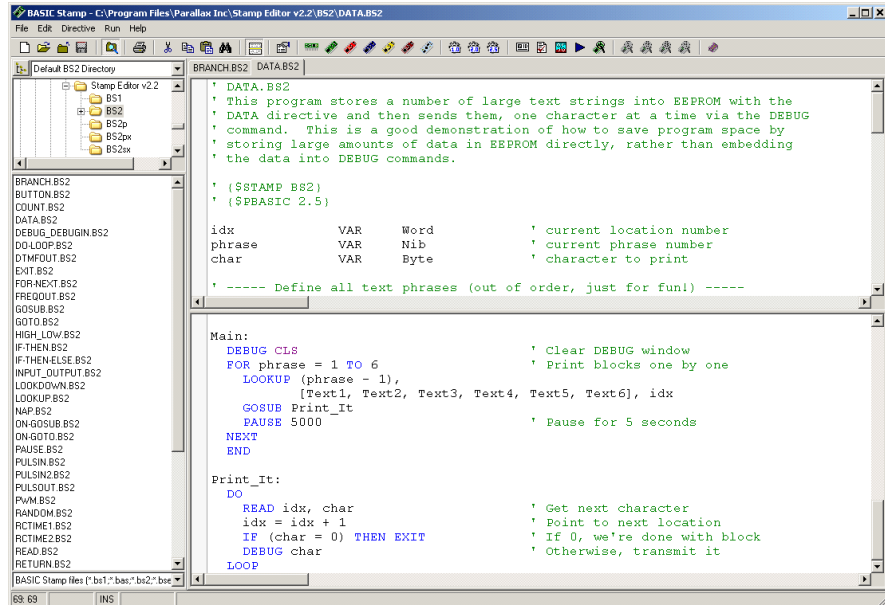 BASIC Stamp - C:\Program Files\Parallax Inc\Stamp Editor v2.2\BS2\DATA.BS2
File Edit Directive Run Help
Default BS2 Directory
Stamp Editor v2.2
BS1
BS2
BS2p
BS2px
BS2sx
BRANCH.BS2
BUTTON.BS2
COUNT.BS2
DATA.BS2
DEBUG_DEBUGIN.BS2
DO-LOOP.BS2
DTMFOUT.BS2
EXIT.BS2
FOR-NEXT.BS2
FREQOUT.BS2
GOSUB.BS2
GOTO.BS2
HIGH_LOW.BS2
IF-THEN.BS2
IF-THEN-ELSE.BS2
INPUT_OUTPUT.BS2
LOOKDOWN.BS2
LOOKUP.BS2
NAP.BS2
ON-GOSUB.BS2
ON-GOTO.BS2
PAUSE.BS2
PULSIN.BS2
PULSIN2.BS2
PULSOUT.BS2
PWM.BS2
RANDOM.BS2
RCTIME1.BS2
RCTIME2.BS2
READ.BS2
RETURN.BS2
BASIC Stamp files (*.bs1;*.bas;*.bs2;*.bse
BRANCH.BS2 DATA.BS2
' DATA.BS2
' This program stores a number of large text strings into EEPROM with the
' DATA directive and then sends them, one character at a time via the DEBUG
' command. This is a good demonstration of how to save program space by
' storing large amounts of data in EEPROM directly, rather than embedding
' the data into DEBUG commands.
' {$STAMP BS2}
' {$PBASIC 2.5}
idx VAR Word ' current location number
phrase VAR Nib ' current phrase number
char VAR Byte ' character to print
' ----- Define all text phrases (out of order, just for fun!) -----
Main:
DEBUG CLS ' Clear DEBUG window
FOR phrase = 1 TO 6 ' Print blocks one by one
LOOKUP (phrase - 1),
[Text1, Text2, Text3, Text4, Text5, Text6], idx
GOSUB Print_It
PAUSE 5000 ' Pause for 5 seconds
NEXT
END
Print_It:
DO
READ idx, char ' Get next character
idx = idx + 1 ' Point to next location
IF (char = 0) THEN EXIT ' If 0, we're done with block
DEBUG char ' Otherwise, transmit it
LOOP
69: 69 INS